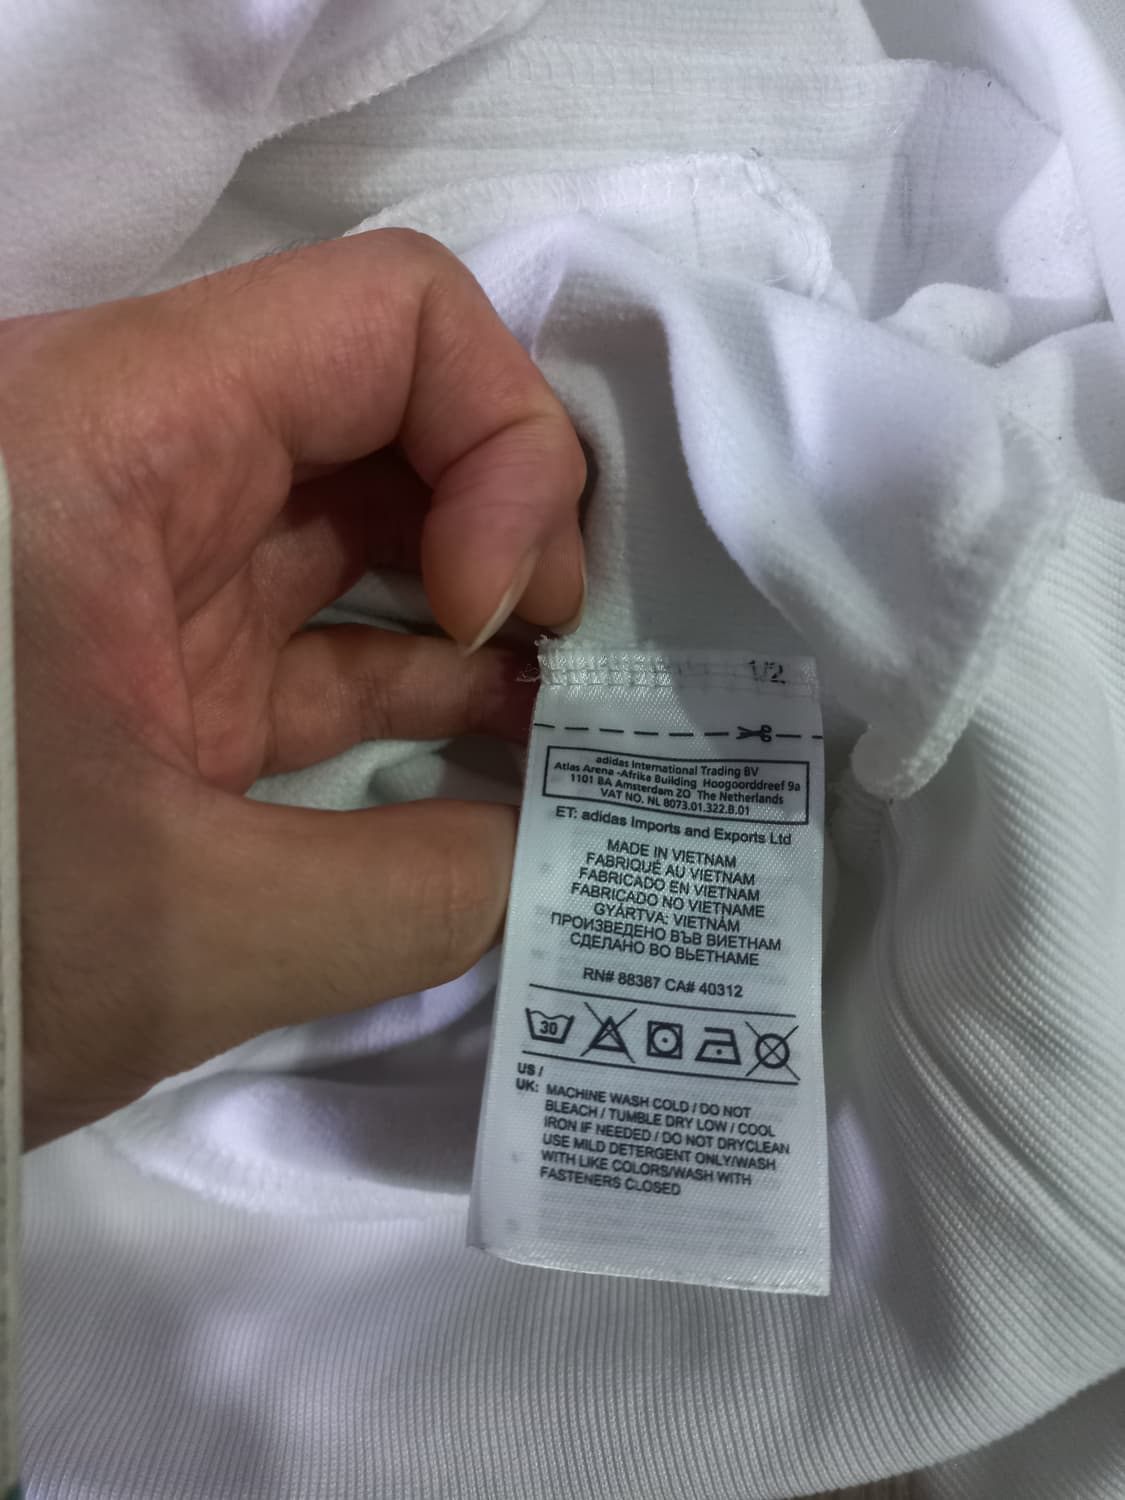 1/2
adidas International Trading BV
Atlas Arena -Afrika Building Hoogoorddreef 9a
1101 BA Amsterdam ZO The Netherlands
VAT NO. NL 8073.01.322.B.01
ET: adidas Imports and Exports Ltd
MADE IN VIETNAM
FABRIQUÉ AU VIETNAM
FABRICADO EN VIETNAM
FABRICADO NO VIETNAME
GYÁRTVA: VIETNÁM
ПРОИЗВЕДЕНО ВЪВ ВИЕТНАМ
СДЕЛАНО ВО ВЬЕТНАМЕ
RN# 88387 CA# 40312
30
US /
UK: MACHINE WASH COLD / DO NOT
BLEACH / TUMBLE DRY LOW / COOL
IRON IF NEEDED / DO NOT DRYCLEAN
USE MILD DETERGENT ONLY/WASH
WITH LIKE COLORS/WASH WITH
FASTENERS CLOSED